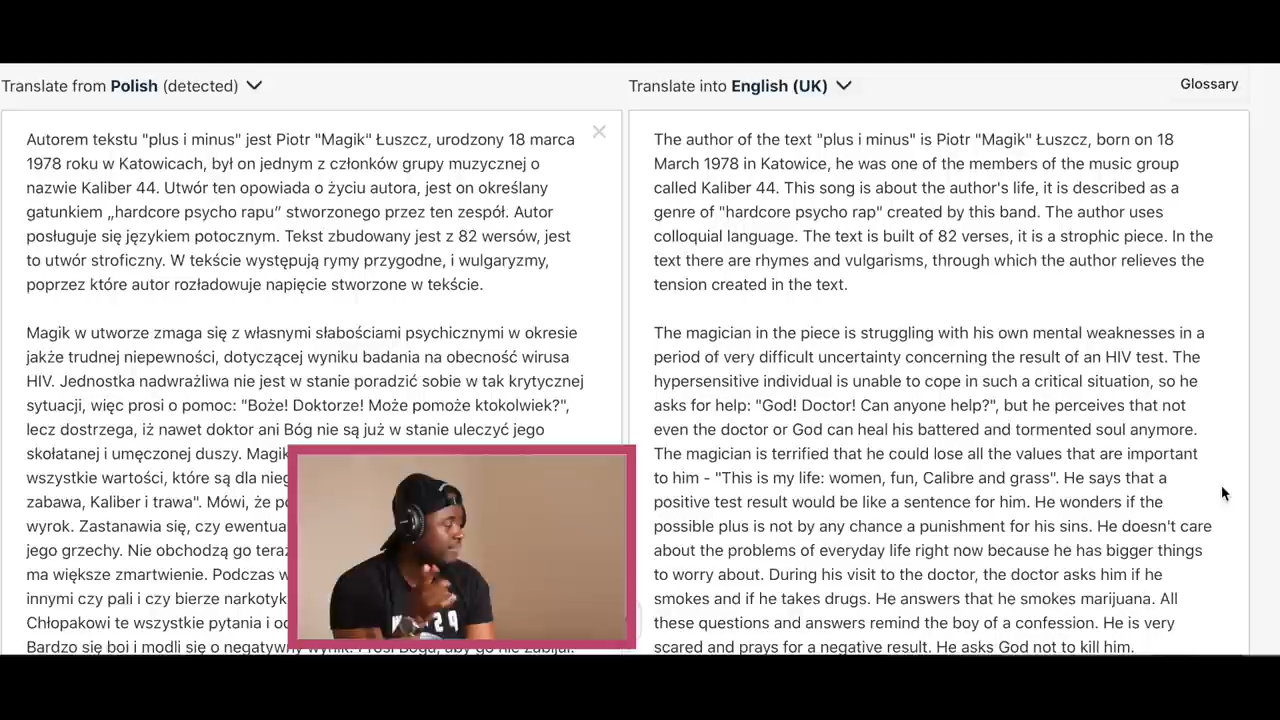 Translate from Polish (detected)
Translate into English (UK)
Glossary
Autorem tekstu "plus i minus" jest Piotr "Magik" Łuszcz, urodzony 18 marca
1978 roku w Katowicach, był on jednym z członków grupy muzycznej o
nazwie Kaliber 44. Utwór ten opowiada o życiu autora, jest on określany
gatunkiem „hardcore psycho rapu” stworzonego przez ten zespół. Autor
posługuje się językiem potocznym. Tekst zbudowany jest z 82 wersów, jest
to utwór stroficzny. W tekście występują rymy przygodne, i wulgaryzmy,
poprzez które autor rozładowuje napięcie stworzone w tekście.
Magik w utworze zmaga się z własnymi słabościami psychicznymi w okresie
jakże trudnej niepewności, dotyczącej wyniku badania na obecność wirusa
HIV. Jednostka nadwrażliwa nie jest w stanie poradzić sobie w tak krytycznej
sytuacji, więc prosi o pomoc: "Boże! Doktorze! Może pomoże ktokolwiek?",
lecz dostrzega, iż nawet doktor ani Bóg nie są już w stanie uleczyć jego
skołatanej i umęczonej duszy. Magik
wszystkie wartości, które są dla nieg
zabawa, Kaliber i trawa". Mówi, że po
wyrok. Zastanawia się, czy ewentua
jego grzechy. Nie obchodzą go teraz
ma większe zmartwienie. Podczas w
innymi czy pali i czy bierze narkotyk
Chłopakowi te wszystkie pytania i od
Bardzo się boi i modli się o negatywny wynik. Prosi Boga, aby go nie zabijał.
The author of the text "plus i minus" is Piotr "Magik" Łuszcz, born on 18
March 1978 in Katowice, he was one of the members of the music group
called Kaliber 44. This song is about the author's life, it is described as a
genre of "hardcore psycho rap" created by this band. The author uses
colloquial language. The text is built of 82 verses, it is a strophic piece. In the
text there are rhymes and vulgarisms, through which the author relieves the
tension created in the text.
The magician in the piece is struggling with his own mental weaknesses in a
period of very difficult uncertainty concerning the result of an HIV test. The
hypersensitive individual is unable to cope in such a critical situation, so he
asks for help: "God! Doctor! Can anyone help?", but he perceives that not
even the doctor or God can heal his battered and tormented soul anymore.
The magician is terrified that he could lose all the values that are important
to him - "This is my life: women, fun, Calibre and grass". He says that a
positive test result would be like a sentence for him. He wonders if the
possible plus is not by any chance a punishment for his sins. He doesn't care
about the problems of everyday life right now because he has bigger things
to worry about. During his visit to the doctor, the doctor asks him if he
smokes and if he takes drugs. He answers that he smokes marijuana. All
these questions and answers remind the boy of a confession. He is very
scared and prays for a negative result. He asks God not to kill him.